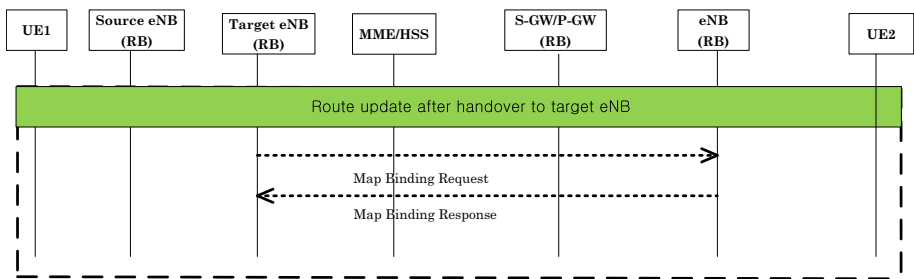 UE1
Source eNB
(RB)
Target eNB
(RB)
MME/HSS
S-GW/P-GW
(RB)
eNB
(RB)
UE2
Route update after handover to target eNB
Map Binding Request
Map Binding Response